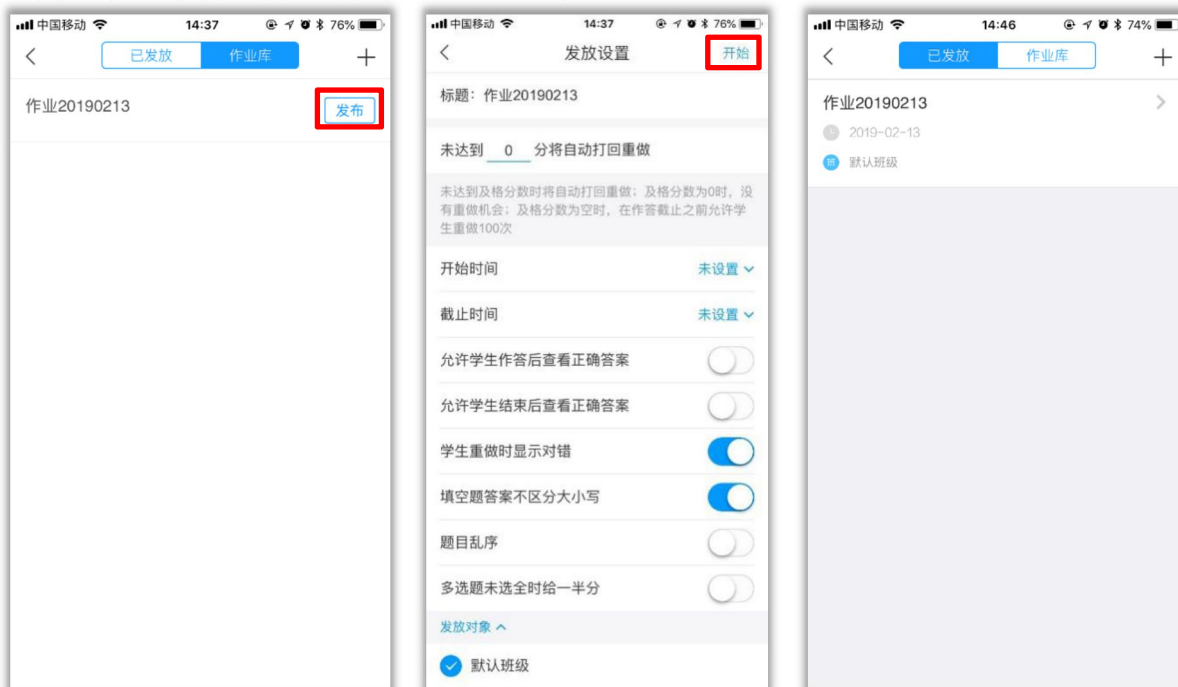 中国移动 14:37 76%
已发放 作业库
作业20190213
发布
中国移动 14:37 76%
发放设置 开始
标题：作业20190213
未达到 0 分将自动打回重做
未达到及格分数时将自动打回重做；及格分数为0时，没
有重做机会；及格分数为空时，在作答截止之前允许学
生重做100次
开始时间 未设置
截止时间 未设置
允许学生作答后查看正确答案
允许学生结束后查看正确答案
学生重做时显示对错
填空题答案不区分大小写
题目乱序
多选题未选全时给一半分
发放对象
默认班级
中国移动 14:46 74%
已发放 作业库
作业20190213
2019-02-13
班 默认班级